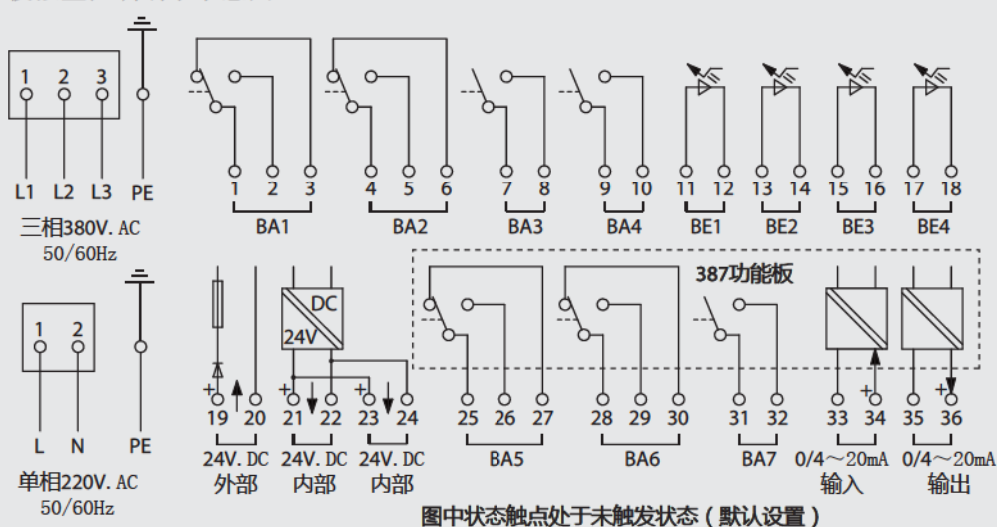 1 2 3
L1 L2 L3 PE
三相380V. AC
50/60Hz
1 2 3 4 5 6 7 8 9 10 11 12 13 14 15 16 17 18
BA1 BA2 BA3 BA4 BE1 BE2 BE3 BE4
387功能板
1 2
L N PE
单相220V. AC
50/60Hz
DC
24V
+ + + + +
19 20 21 22 23 24 25 26 27 28 29 30 31 32 33 34 35 36
24V. DC 24V. DC 24V. DC BA5 BA6 BA7 0/4～20mA 0/4～20mA
外部 内部 内部 输入 输出
图中状态触点处于未触发状态（默认设置）